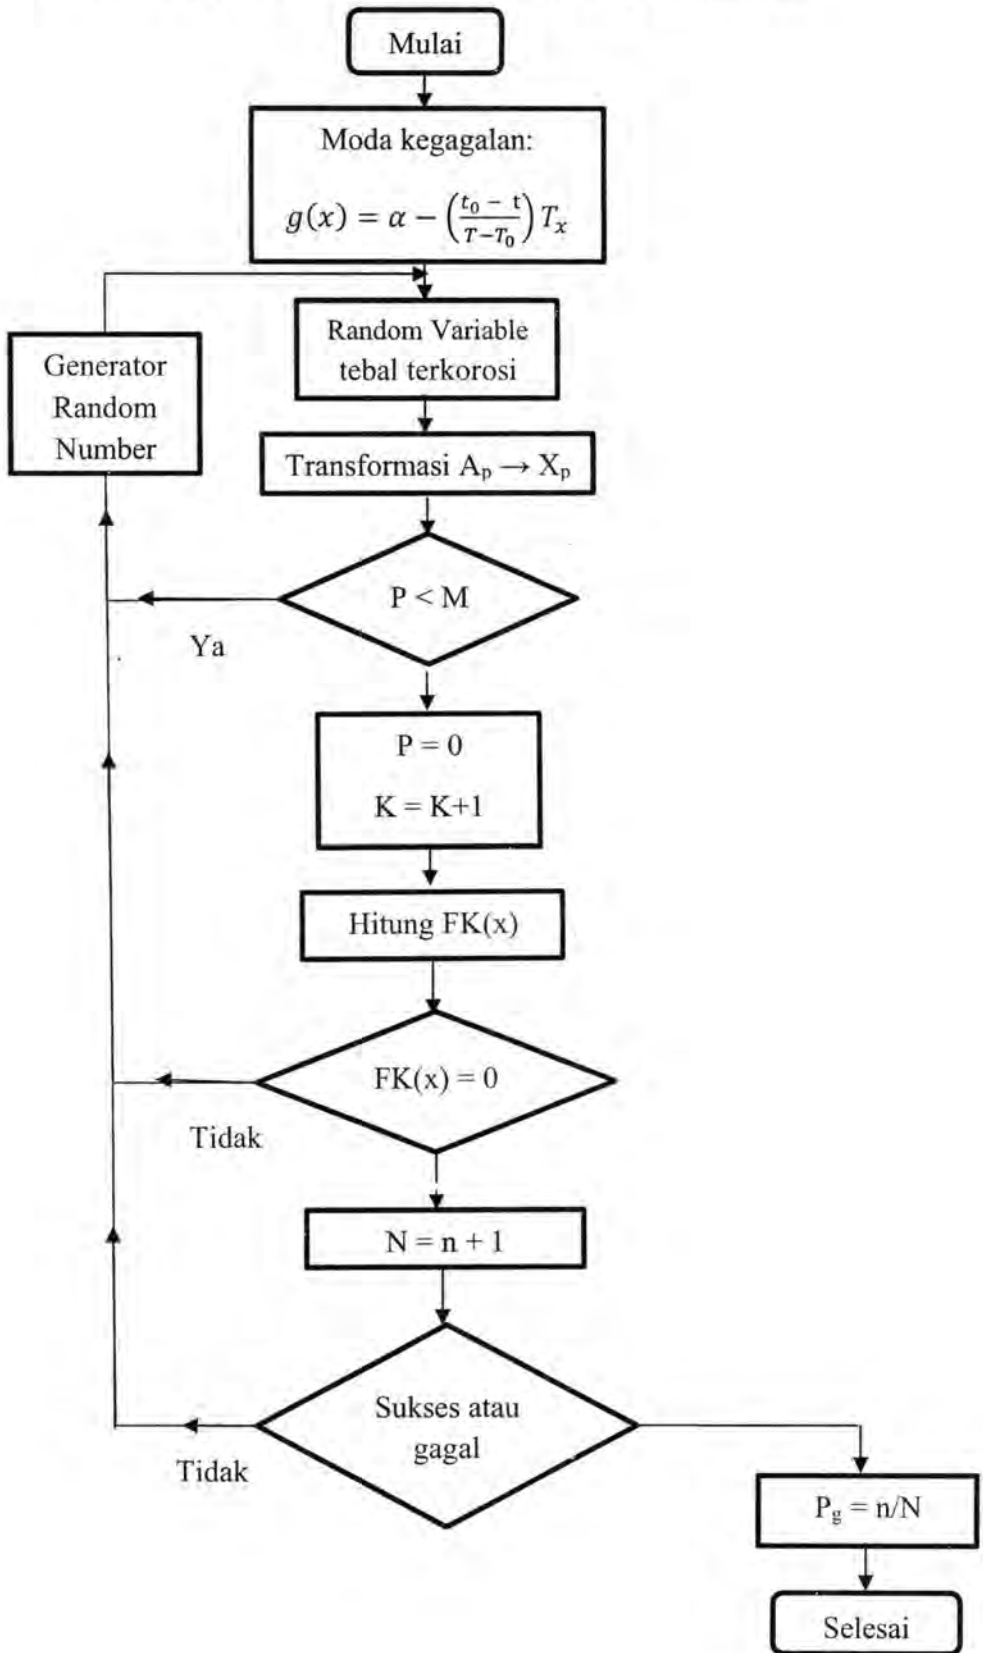 Mulai
Moda kegagalan:
g(x) = α − (t₀ − t / T−T₀) Tₓ
Random Variable
tebal terkorosi
Generator
Random
Number
Transformasi Aₚ → Xₚ
P < M
Ya
P = 0
K = K+1
Hitung FK(x)
FK(x) = 0
Tidak
N = n + 1
Sukses atau
gagal
Tidak
P_g = n/N
Selesai